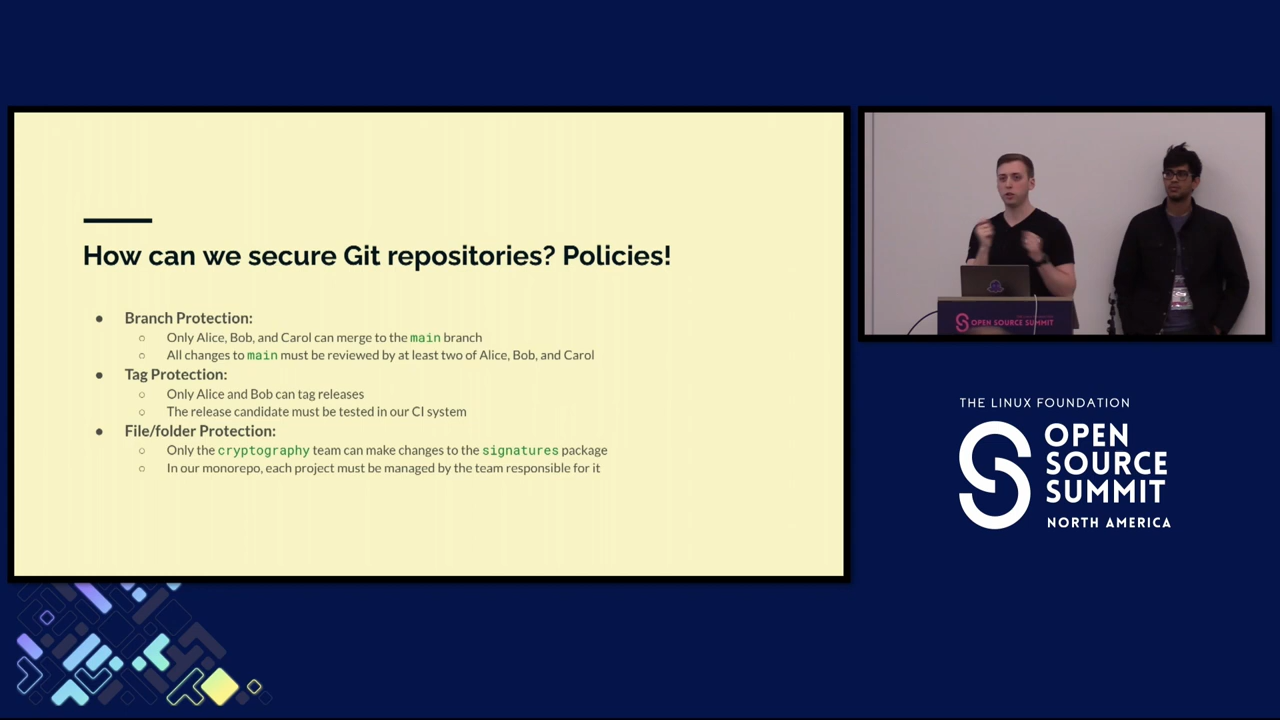 How can we secure Git repositories? Policies!
● Branch Protection:
○ Only Alice, Bob, and Carol can merge to the main branch
○ All changes to main must be reviewed by at least two of Alice, Bob, and Carol
● Tag Protection:
○ Only Alice and Bob can tag releases
○ The release candidate must be tested in our CI system
● File/folder Protection:
○ Only the cryptography team can make changes to the signatures package
○ In our monorepo, each project must be managed by the team responsible for it
OPEN SOURCE SUMMIT
THE LINUX FOUNDATION
OPEN
SOURCE
SUMMIT
NORTH AMERICA